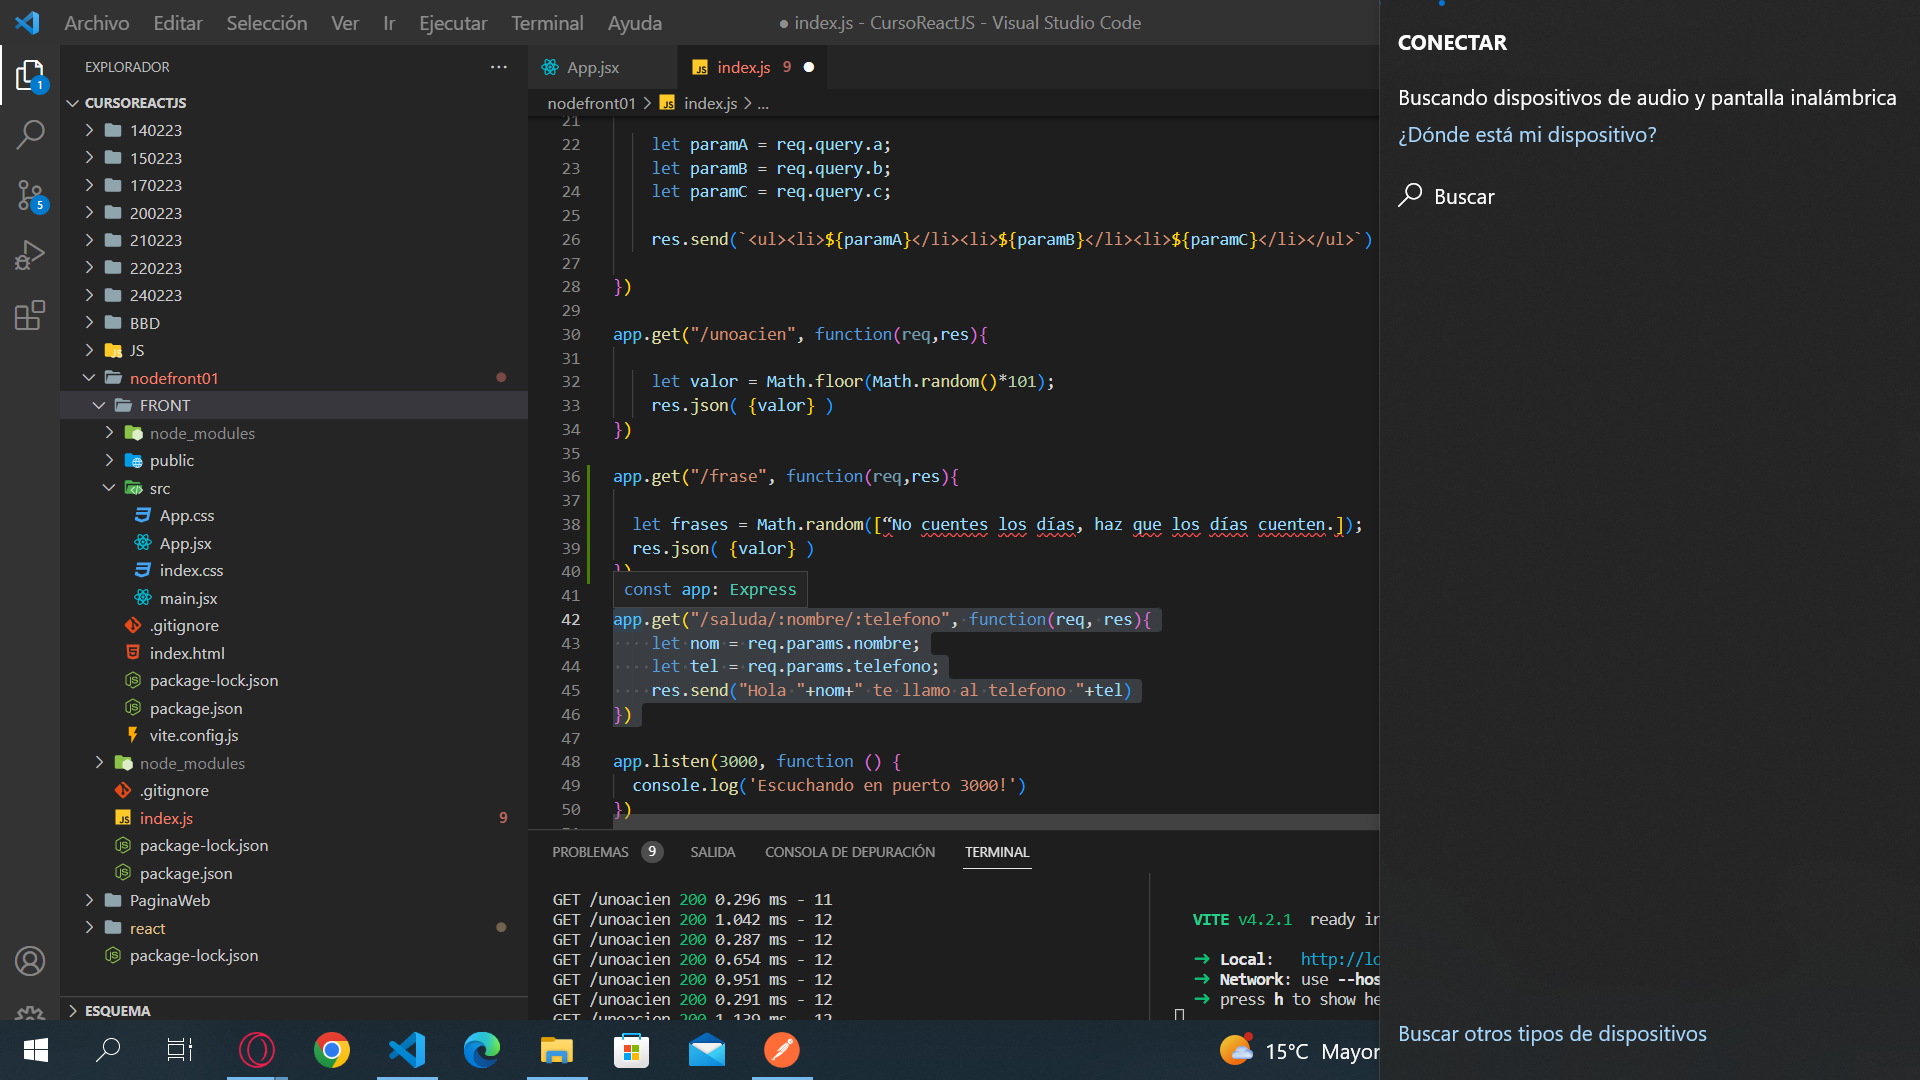 Archivo Editar Selección Ver Ir Ejecutar Terminal Ayuda
● index.js - CursoReactJS - Visual Studio Code
1
5
EXPLORADOR
CURSOREACTJS
140223
150223
170223
200223
210223
220223
240223
BBD
JS
nodefront01
FRONT
node_modules
public
src
App.css
App.jsx
index.css
main.jsx
.gitignore
index.html
package-lock.json
package.json
vite.config.js
node_modules
.gitignore
index.js 9
package-lock.json
package.json
PaginaWeb
react
package-lock.json
ESQUEMA
App.jsx
JS index.js 9
nodefront01 > JS index.js > ...
21
22 let paramA = req.query.a;
23 let paramB = req.query.b;
24 let paramC = req.query.c;
25
26 res.send(`<ul><li>${paramA}</li><li>${paramB}</li><li>${paramC}</li></ul>`)
27
28 })
29
30 app.get("/unoacien", function(req,res){
31
32 let valor = Math.floor(Math.random()*101);
33 res.json( {valor} )
34 })
35
36 app.get("/frase", function(req,res){
37
38 let frases = Math.random([“No cuentes los días, haz que los días cuenten.]);
39 res.json( {valor} )
40 })
41
const app: Express
42 app.get("/saluda/:nombre/:telefono", function(req, res){
43 let nom = req.params.nombre;
44 let tel = req.params.telefono;
45 res.send("Hola "+nom+" te llamo al telefono "+tel)
46 })
47
48 app.listen(3000, function () {
49 console.log('Escuchando en puerto 3000!')
50 })
PROBLEMAS 9 SALIDA CONSOLA DE DEPURACIÓN TERMINAL
GET /unoacien 200 0.296 ms - 11
GET /unoacien 200 1.042 ms - 12
GET /unoacien 200 0.287 ms - 12
GET /unoacien 200 0.654 ms - 12
GET /unoacien 200 0.951 ms - 12
GET /unoacien 200 0.291 ms - 12
GET /unoacien 200 1.139 ms - 12
VITE v4.2.1 ready in
➜ Local: http://lo
➜ Network: use --hos
➜ press h to show he
CONECTAR
Buscando dispositivos de audio y pantalla inalámbrica
¿Dónde está mi dispositivo?
Buscar
Buscar otros tipos de dispositivos
15°C Mayor